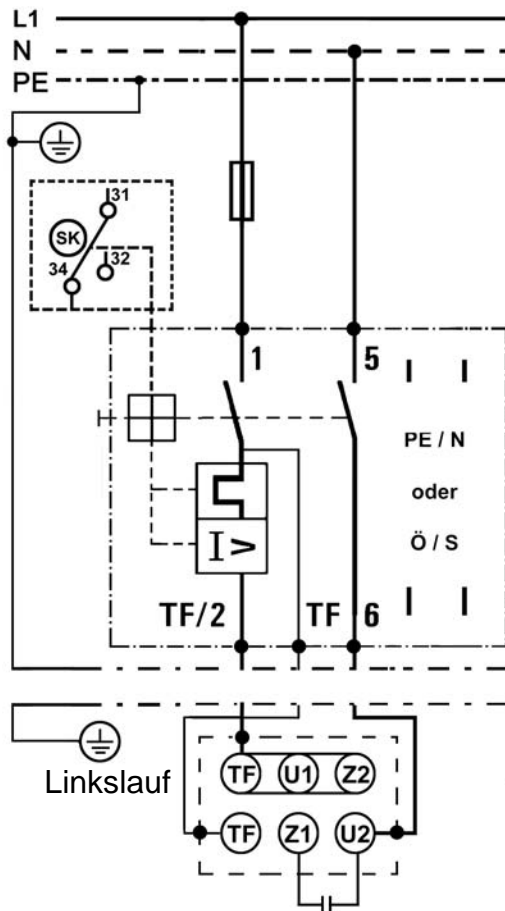 L1
N
PE
31
SK
32
34
1 5
PE / N
oder
I > Ö / S
TF/2 TF 6
Linkslauf
TF U1 Z2
TF Z1 U2